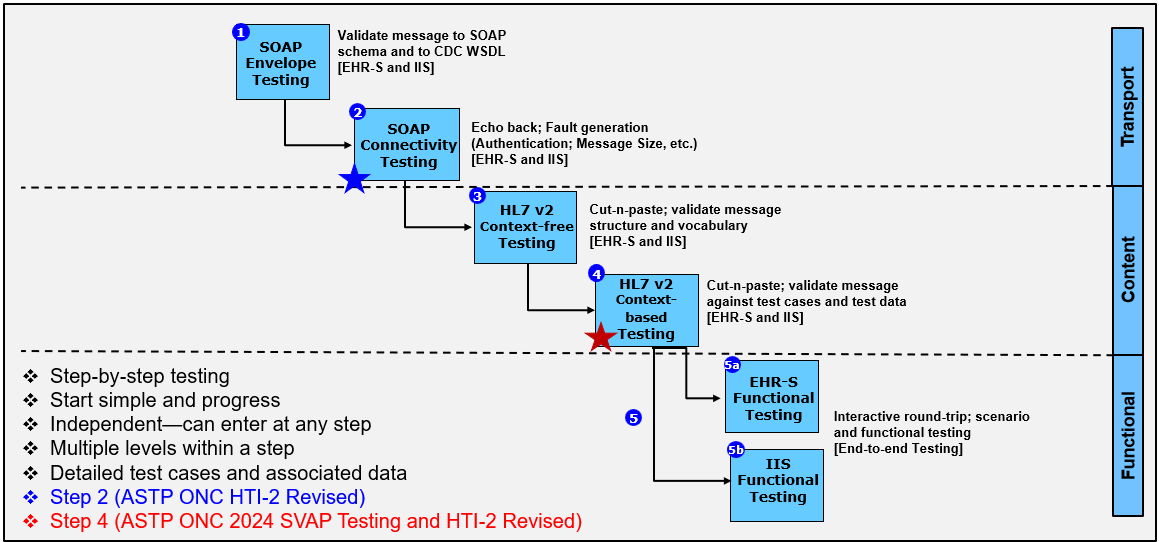 1
SOAP
Envelope
Testing
Validate message to SOAP
schema and to CDC WSDL
[EHR-S and IIS]
2
SOAP
Connectivity
Testing
Echo back; Fault generation
(Authentication; Message Size, etc.)
[EHR-S and IIS]
Transport
3
HL7 v2
Context-free
Testing
Cut-n-paste; validate message
structure and vocabulary
[EHR-S and IIS]
4
HL7 v2
Context-
based
Testing
Cut-n-paste; validate message
against test cases and test data
[EHR-S and IIS]
Content
5
5a
EHR-S
Functional
Testing
5b
IIS
Functional
Testing
Interactive round-trip; scenario
and functional testing
[End-to-end Testing]
Functional
❖ Step-by-step testing
❖ Start simple and progress
❖ Independent—can enter at any step
❖ Multiple levels within a step
❖ Detailed test cases and associated data
❖ Step 2 (ASTP ONC HTI-2 Revised)
❖ Step 4 (ASTP ONC 2024 SVAP Testing and HTI-2 Revised)